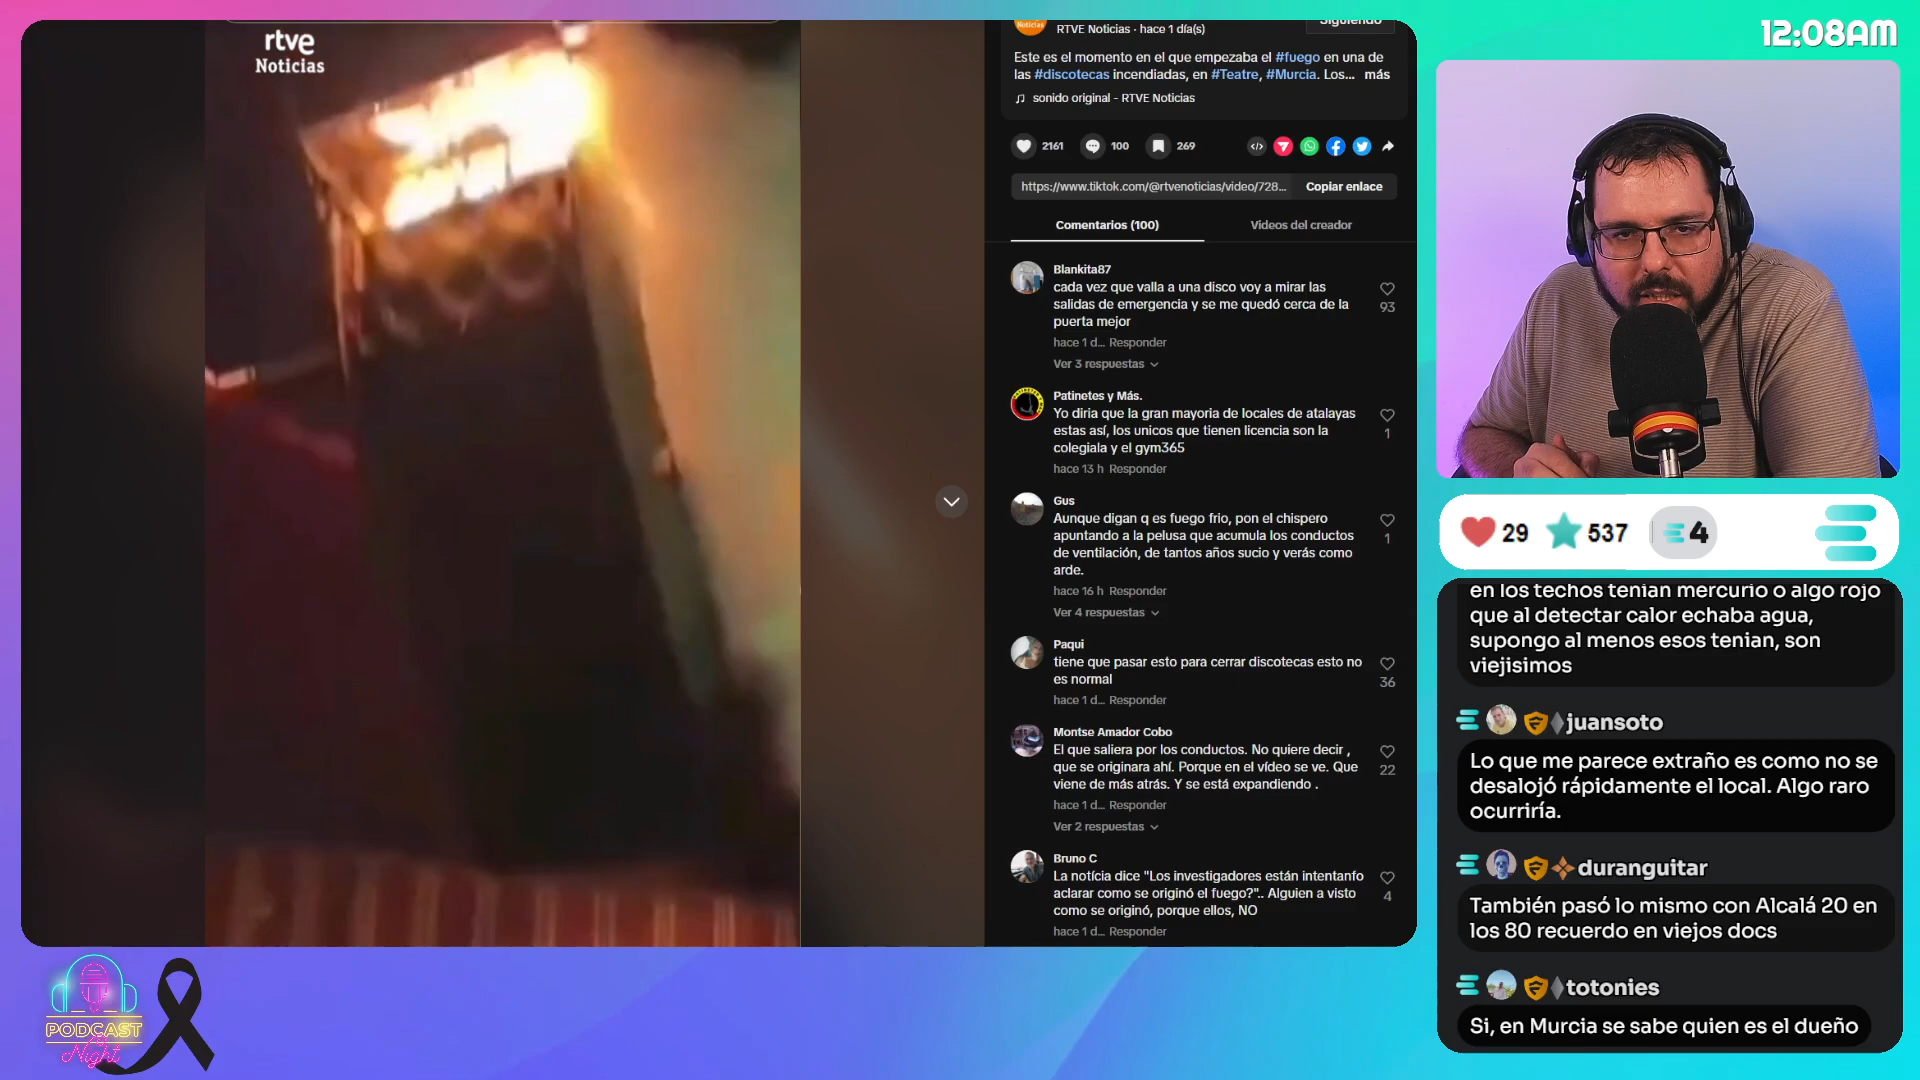 rtve
Noticias
Noticias
RTVE Noticias · hace 1 día(s)
Siguiendo
Este es el momento en el que empezaba el #fuego en una de
las #discotecas incendiadas, en #Teatre, #Murcia. Los... más
sonido original - RTVE Noticias
2161
100
269
https://www.tiktok.com/@rtvenoticias/video/728...
Copiar enlace
Comentarios (100)
Videos del creador
Blankita87
cada vez que valla a una disco voy a mirar las
salidas de emergencia y se me quedó cerca de la
puerta mejor
93
hace 1 d... Responder
Ver 3 respuestas
Patinetes y Más.
Yo diria que la gran mayoria de locales de atalayas
estas así, los unicos que tienen licencia son la
colegiala y el gym365
1
hace 13 h Responder
Gus
Aunque digan q es fuego frio, pon el chispero
apuntando a la pelusa que acumula los conductos
de ventilación, de tantos años sucio y verás como
arde.
1
hace 16 h Responder
Ver 4 respuestas
Paqui
tiene que pasar esto para cerrar discotecas esto no
es normal
36
hace 1 d... Responder
Montse Amador Cobo
El que saliera por los conductos. No quiere decir ,
que se originara ahí. Porque en el vídeo se ve. Que
viene de más atrás. Y se está expandiendo .
22
hace 1 d... Responder
Ver 2 respuestas
Bruno C
La notícia dice "Los investigadores están intentanfo
aclarar como se originó el fuego?".. Alguien a visto
como se originó, porque ellos, NO
4
hace 1 d... Responder
12:08AM
29
537
4
en los techos tenian mercurio o algo rojo
que al detectar calor echaba agua,
supongo al menos esos tenian, son
viejisimos
juansoto
Lo que me parece extraño es como no se
desalojó rápidamente el local. Algo raro
ocurriría.
duranguitar
También pasó lo mismo con Alcalá 20 en
los 80 recuerdo en viejos docs
totonies
Si, en Murcia se sabe quien es el dueño
PODCAST
Night